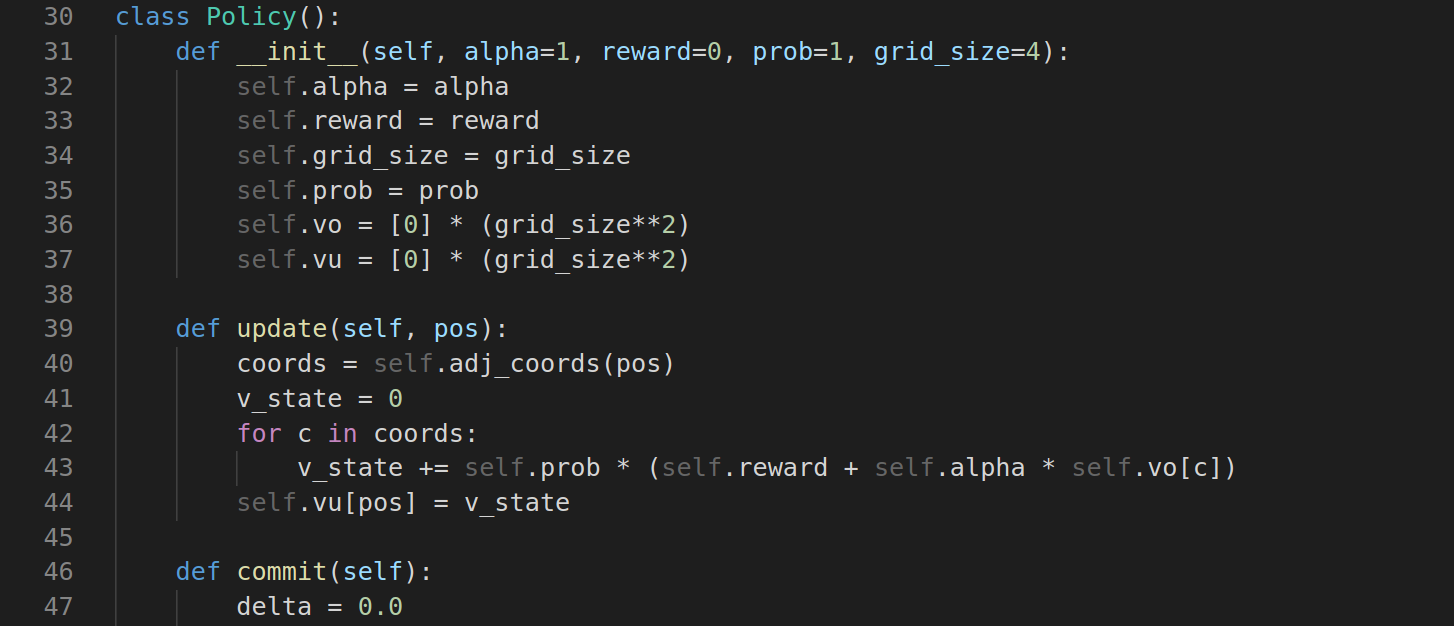 30 class Policy():
31     def __init__(self, alpha=1, reward=0, prob=1, grid_size=4):
32         self.alpha = alpha
33         self.reward = reward
34         self.grid_size = grid_size
35         self.prob = prob
36         self.vo = [0] * (grid_size**2)
37         self.vu = [0] * (grid_size**2)
38
39     def update(self, pos):
40         coords = self.adj_coords(pos)
41         v_state = 0
42         for c in coords:
43             v_state += self.prob * (self.reward + self.alpha * self.vo[c])
44         self.vu[pos] = v_state
45
46     def commit(self):
47         delta = 0.0